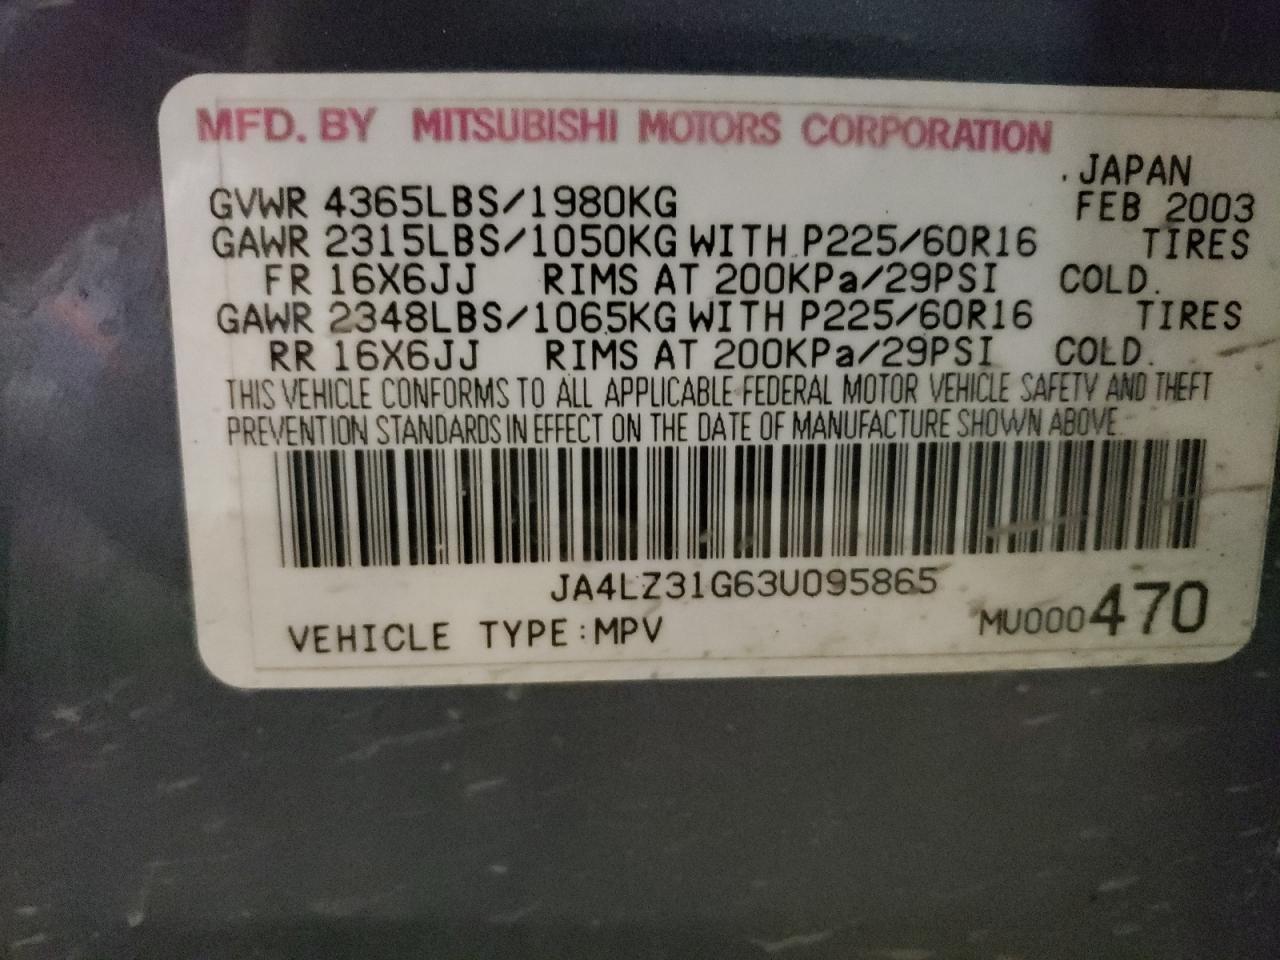 MFD. BY MITSUBISHI MOTORS CORPORATION
.JAPAN
GVWR 4365LBS/1980KG FEB 2003
GAWR 2315LBS/1050KG WITH P225/60R16 TIRES
FR 16X6JJ RIMS AT 200KPa/29PSI COLD.
GAWR 2348LBS/1065KG WITH P225/60R16 TIRES
RR 16X6JJ RIMS AT 200KPa/29PSI COLD.
THIS VEHICLE CONFORMS TO ALL APPLICABLE FEDERAL MOTOR VEHICLE SAFETY AND THEFT
PREVENTION STANDARDS IN EFFECT ON THE DATE OF MANUFACTURE SHOWN ABOVE.
JA4LZ31G63U095865
VEHICLE TYPE:MPV MU000470